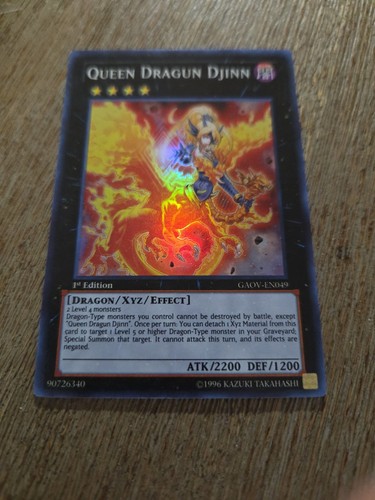 Queen Dragun Djinn
1st Edition GAOV-EN049
[Dragon/Xyz/Effect]
2 Level 4 monsters
Dragon-Type monsters you control cannot be destroyed by battle, except
"Queen Dragun Djinn". Once per turn: You can detach 1 Xyz Material from this
card to target 1 Level 5 or higher Dragon-Type monster in your Graveyard;
Special Summon that target. It cannot attack this turn, and its effects are
negated.
ATK/2200 DEF/1200
90726340 ©1996 KAZUKI TAKAHASHI